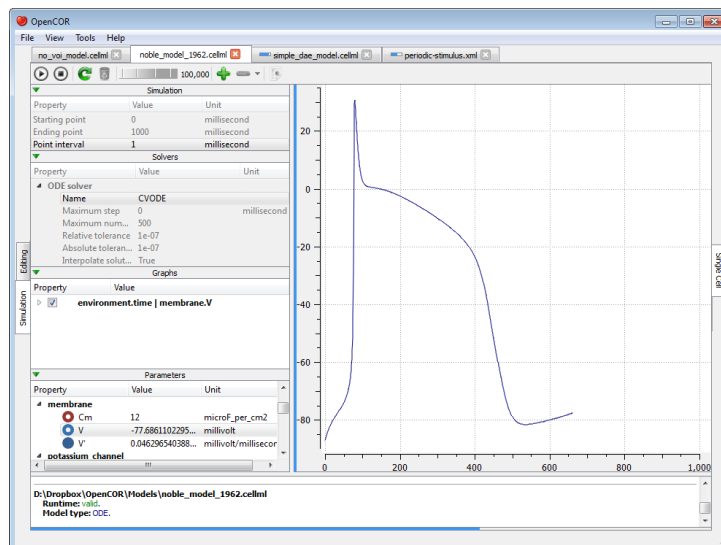 OpenCOR
File View Tools Help
no_voi_model.cellml noble_model_1962.cellml simple_dae_model.cellml periodic-stimulus.xml
100,000
Simulation
Property Value Unit
Starting point 0 millisecond
Ending point 1000 millisecond
Point interval 1 millisecond
Solvers
Property Value Unit
ODE solver
Name CVODE
Maximum step 0 millisecond
Maximum num... 500
Relative tolerance 1e-07
Absolute toleran... 1e-07
Interpolate solut... True
Graphs
Property Value
environment.time | membrane.V
Parameters
Property Value Unit
membrane
Cm 12 microF_per_cm2
V -77.6861102295... millivolt
V' 0.046296540388... millivolt/millisecor
potassium_channel
Editing
Simulation
20
0
-20
-40
-60
-80
0 200 400 600 800 1,000
Single Cell
D:\Dropbox\OpenCOR\Models\noble_model_1962.cellml
Runtime: valid.
Model type: ODE.